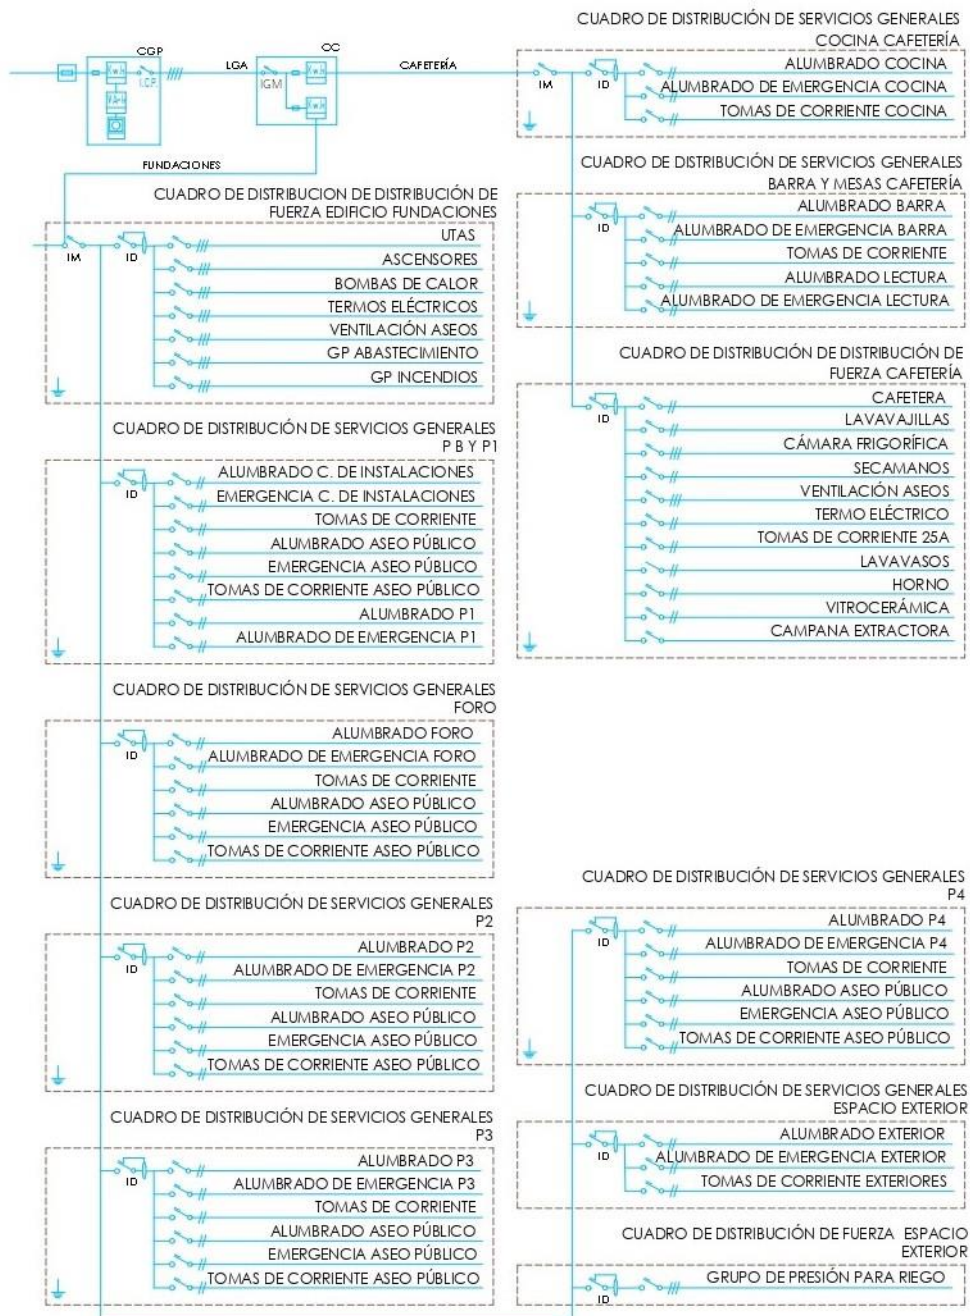 CGP
Kwh
I.C.P.
LGA
CC
IGM
Kwh
Kwh
CAFETERÍA
FUNDACIONES
CUADRO DE DISTRIBUCION DE DISTRIBUCIÓN DE
FUERZA EDIFICIO FUNDACIONES
IM
ID
UTAS
ASCENSORES
BOMBAS DE CALOR
TERMOS ELÉCTRICOS
VENTILACIÓN ASEOS
GP ABASTECIMIENTO
GP INCENDIOS
CUADRO DE DISTRIBUCIÓN DE SERVICIOS GENERALES
P B Y P1
ID
ALUMBRADO C. DE INSTALACIONES
EMERGENCIA C. DE INSTALACIONES
TOMAS DE CORRIENTE
ALUMBRADO ASEO PÚBLICO
EMERGENCIA ASEO PÚBLICO
TOMAS DE CORRIENTE ASEO PÚBLICO
ALUMBRADO P1
ALUMBRADO DE EMERGENCIA P1
CUADRO DE DISTRIBUCIÓN DE SERVICIOS GENERALES
FORO
ID
ALUMBRADO FORO
ALUMBRADO DE EMERGENCIA FORO
TOMAS DE CORRIENTE
ALUMBRADO ASEO PÚBLICO
EMERGENCIA ASEO PÚBLICO
TOMAS DE CORRIENTE ASEO PÚBLICO
CUADRO DE DISTRIBUCIÓN DE SERVICIOS GENERALES
P2
ID
ALUMBRADO P2
ALUMBRADO DE EMERGENCIA P2
TOMAS DE CORRIENTE
ALUMBRADO ASEO PÚBLICO
EMERGENCIA ASEO PÚBLICO
TOMAS DE CORRIENTE ASEO PÚBLICO
CUADRO DE DISTRIBUCIÓN DE SERVICIOS GENERALES
P3
ID
ALUMBRADO P3
ALUMBRADO DE EMERGENCIA P3
TOMAS DE CORRIENTE
ALUMBRADO ASEO PÚBLICO
EMERGENCIA ASEO PÚBLICO
TOMAS DE CORRIENTE ASEO PÚBLICO
CUADRO DE DISTRIBUCIÓN DE SERVICIOS GENERALES
COCINA CAFETERÍA
IM
ID
ALUMBRADO COCINA
ALUMBRADO DE EMERGENCIA COCINA
TOMAS DE CORRIENTE COCINA
CUADRO DE DISTRIBUCIÓN DE SERVICIOS GENERALES
BARRA Y MESAS CAFETERÍA
ID
ALUMBRADO BARRA
ALUMBRADO DE EMERGENCIA BARRA
TOMAS DE CORRIENTE
ALUMBRADO LECTURA
ALUMBRADO DE EMERGENCIA LECTURA
CUADRO DE DISTRIBUCIÓN DE DISTRIBUCIÓN DE
FUERZA CAFETERÍA
ID
CAFETERA
LAVAVAJILLAS
CÁMARA FRIGORÍFICA
SECAMANOS
VENTILACIÓN ASEOS
TERMO ELÉCTRICO
TOMAS DE CORRIENTE 25A
LAVAVASOS
HORNO
VITROCERÁMICA
CAMPANA EXTRACTORA
CUADRO DE DISTRIBUCIÓN DE SERVICIOS GENERALES
P4
ID
ALUMBRADO P4
ALUMBRADO DE EMERGENCIA P4
TOMAS DE CORRIENTE
ALUMBRADO ASEO PÚBLICO
EMERGENCIA ASEO PÚBLICO
TOMAS DE CORRIENTE ASEO PÚBLICO
CUADRO DE DISTRIBUCIÓN DE SERVICIOS GENERALES
ESPACIO EXTERIOR
ID
ALUMBRADO EXTERIOR
ALUMBRADO DE EMERGENCIA EXTERIOR
TOMAS DE CORRIENTE EXTERIORES
CUADRO DE DISTRIBUCIÓN DE FUERZA ESPACIO
EXTERIOR
ID
GRUPO DE PRESIÓN PARA RIEGO